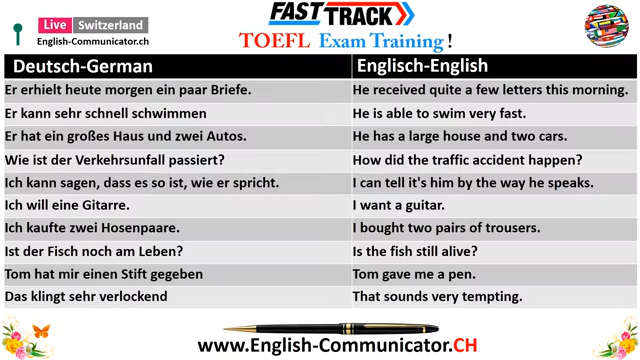 FAST TRACK
Live Switzerland
English-Communicator.ch
TOEFL Exam Training !
Deutsch-German Englisch-English
Er erhielt heute morgen ein paar Briefe. He received quite a few letters this morning.
Er kann sehr schnell schwimmen He is able to swim very fast.
Er hat ein großes Haus und zwei Autos. He has a large house and two cars.
Wie ist der Verkehrsunfall passiert? How did the traffic accident happen?
Ich kann sagen, dass es so ist, wie er spricht. I can tell it's him by the way he speaks.
Ich will eine Gitarre. I want a guitar.
Ich kaufte zwei Hosenpaare. I bought two pairs of trousers.
Ist der Fisch noch am Leben? Is the fish still alive?
Tom hat mir einen Stift gegeben Tom gave me a pen.
Das klingt sehr verlockend That sounds very tempting.
www.English-Communicator.CH